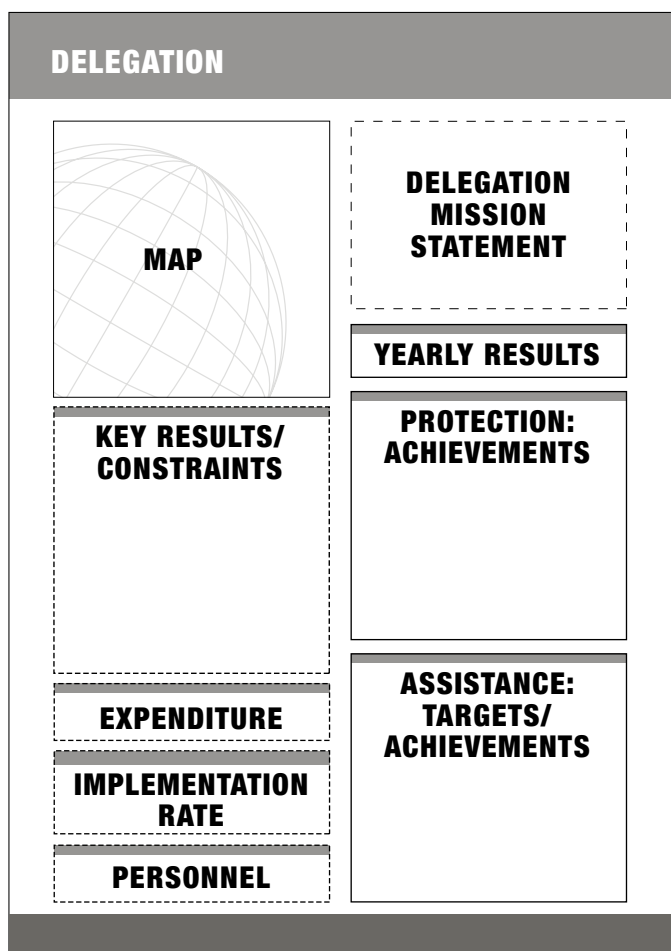 DELEGATION
MAP
KEY RESULTS/
CONSTRAINTS
EXPENDITURE
IMPLEMENTATION
RATE
PERSONNEL
DELEGATION
MISSION
STATEMENT
YEARLY RESULTS
PROTECTION:
ACHIEVEMENTS
ASSISTANCE:
TARGETS/
ACHIEVEMENTS